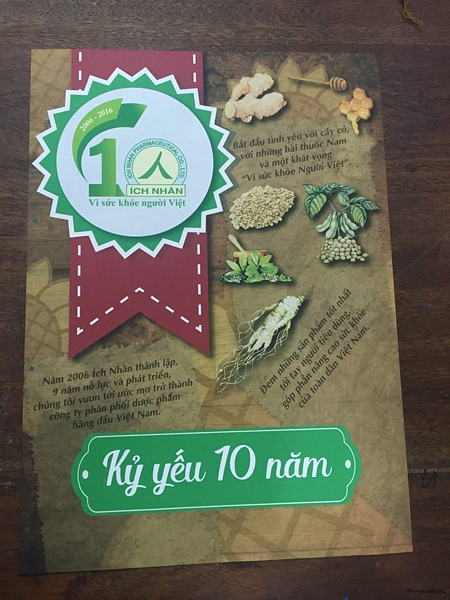 2006 - 2016
10
ICH NHAN PHARMACEUTICAL CO., LTD
ÍCH NHÂN
Vì sức khỏe người Việt
Bắt đầu tình yêu với cây cỏ,
với những bài thuốc Nam
và một khát vọng
"Vì sức khỏe Người Việt".
Đem những sản phẩm tốt nhất
tới tay người tiêu dùng,
góp phần nâng cao sức khỏe
của toàn dân Việt Nam.
Năm 2006 Ích Nhân thành lập,
9 năm nỗ lực và phát triển,
chúng tôi vươn tới ước mơ trở thành
công ty phân phối dược phẩm
hàng đầu Việt Nam.
Kỷ yếu 10 năm